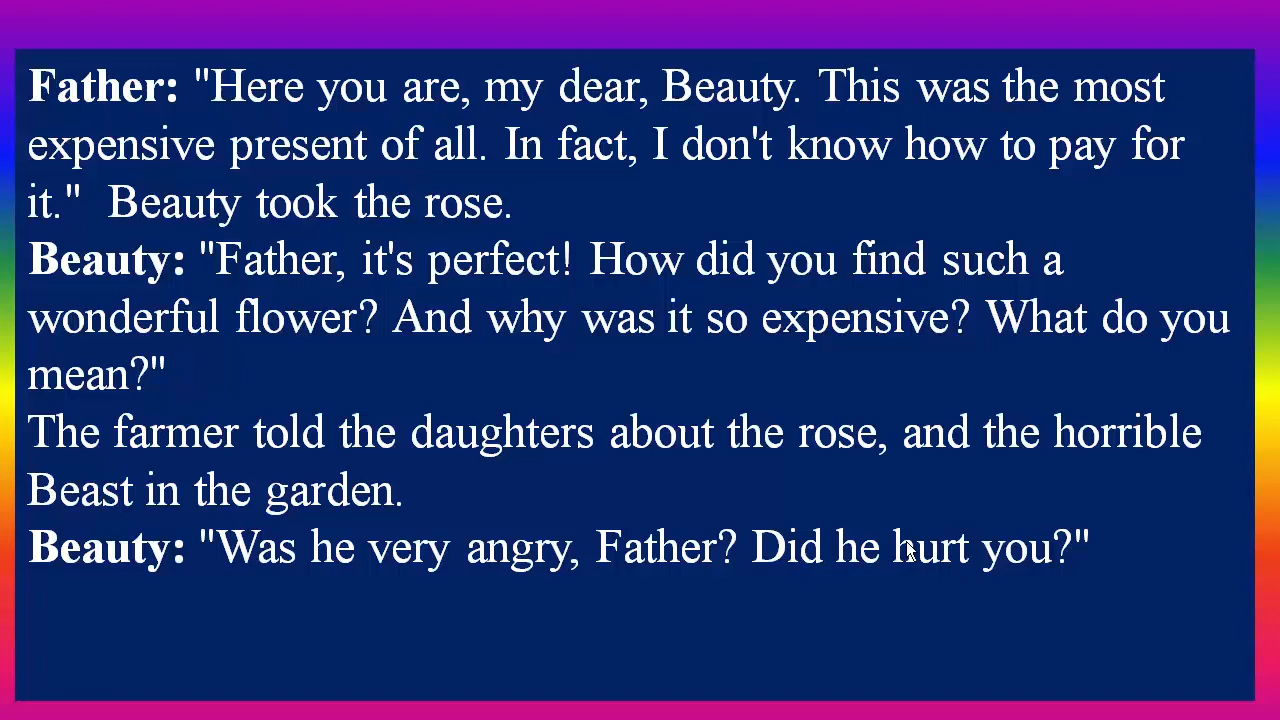 Father: "Here you are, my dear, Beauty. This was the most
expensive present of all. In fact, I don't know how to pay for
it."  Beauty took the rose.
Beauty: "Father, it's perfect! How did you find such a
wonderful flower? And why was it so expensive? What do you
mean?"
The farmer told the daughters about the rose, and the horrible
Beast in the garden.
Beauty: "Was he very angry, Father? Did he hurt you?"